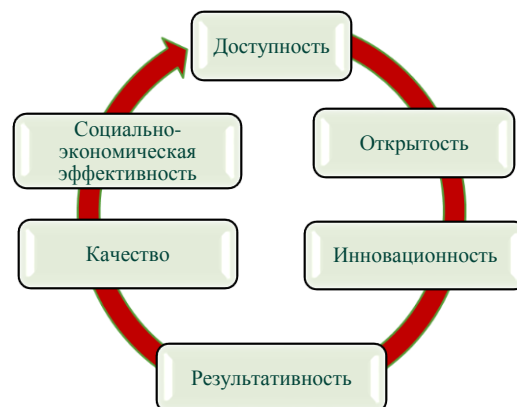 Доступность
Открытость
Инновационность
Результативность
Качество
Социально-
экономическая
эффективность